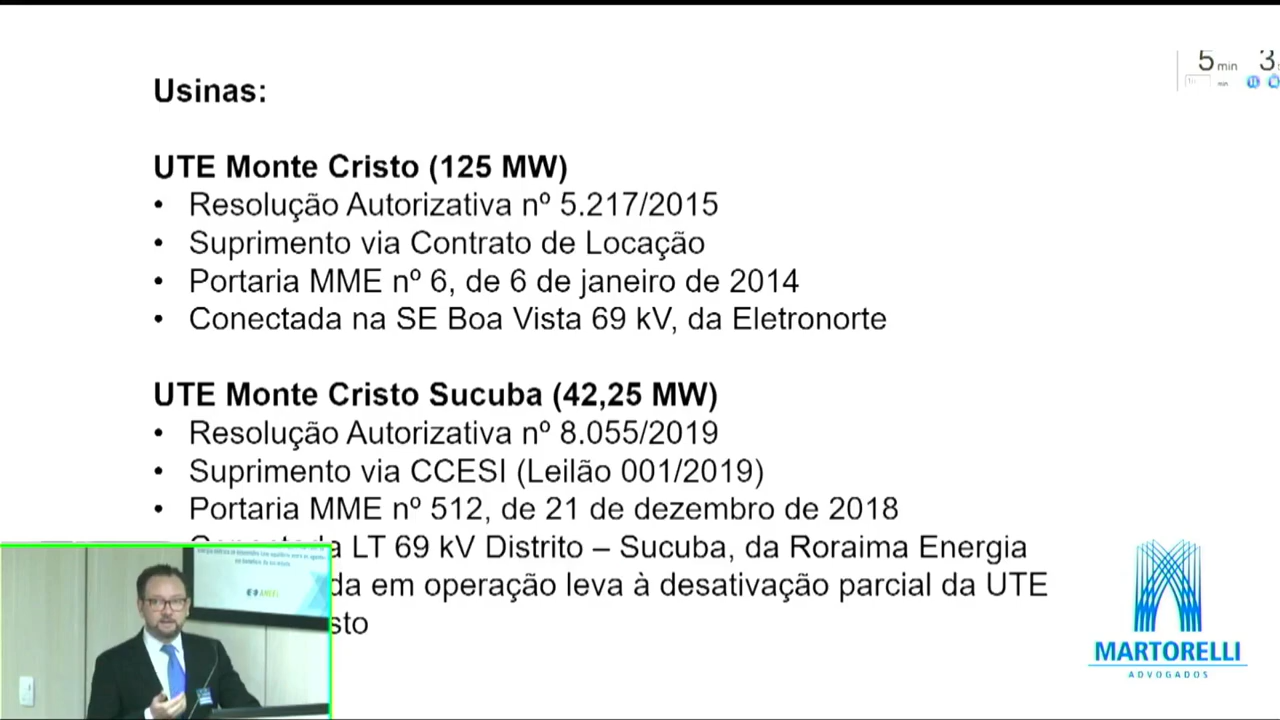 5 min 3
Usinas:
UTE Monte Cristo (125 MW)
• Resolução Autorizativa nº 5.217/2015
• Suprimento via Contrato de Locação
• Portaria MME nº 6, de 6 de janeiro de 2014
• Conectada na SE Boa Vista 69 kV, da Eletronorte
UTE Monte Cristo Sucuba (42,25 MW)
• Resolução Autorizativa nº 8.055/2019
• Suprimento via CCESI (Leilão 001/2019)
• Portaria MME nº 512, de 21 de dezembro de 2018
LT 69 kV Distrito – Sucuba, da Roraima Energia
da em operação leva à desativação parcial da UTE
sto
MARTORELLI
ADVOGADOS